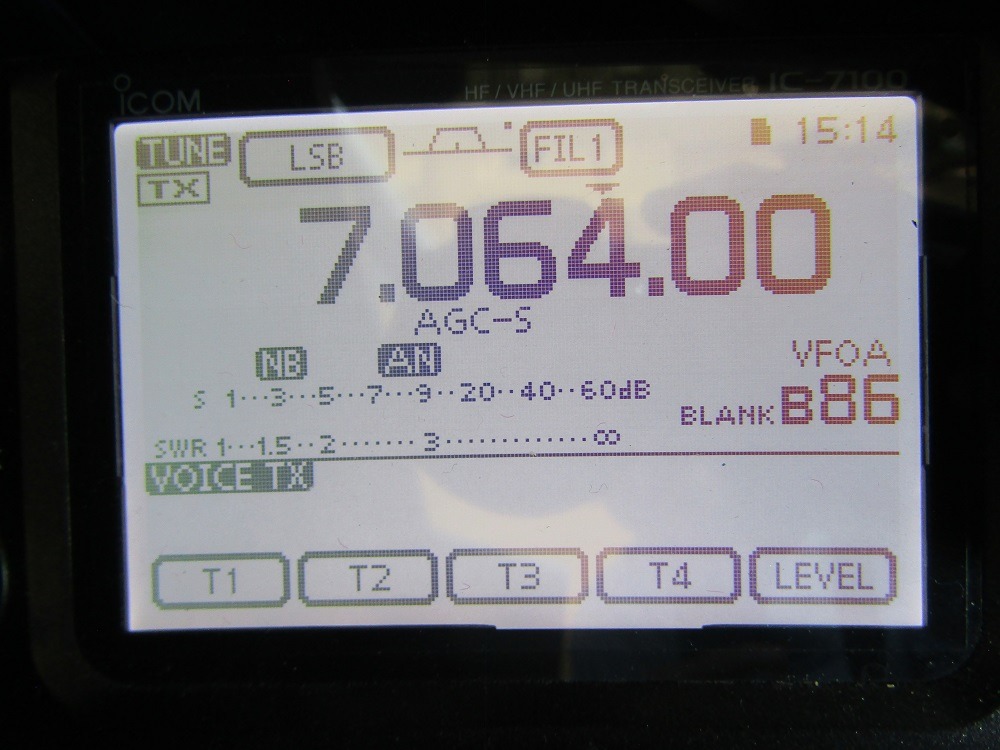 ICOM
HF / VHF / UHF TRANSCEIVER IC-7100
TUNE LSB FIL1 15:14
TX
7.064.00
AGC-S
NB AN VFOA
S 1···3···5···7···9··20··40··60dB
BLANK B86
SWR 1···1.5··2·······3·············∞
VOICE TX
T1 T2 T3 T4 LEVEL